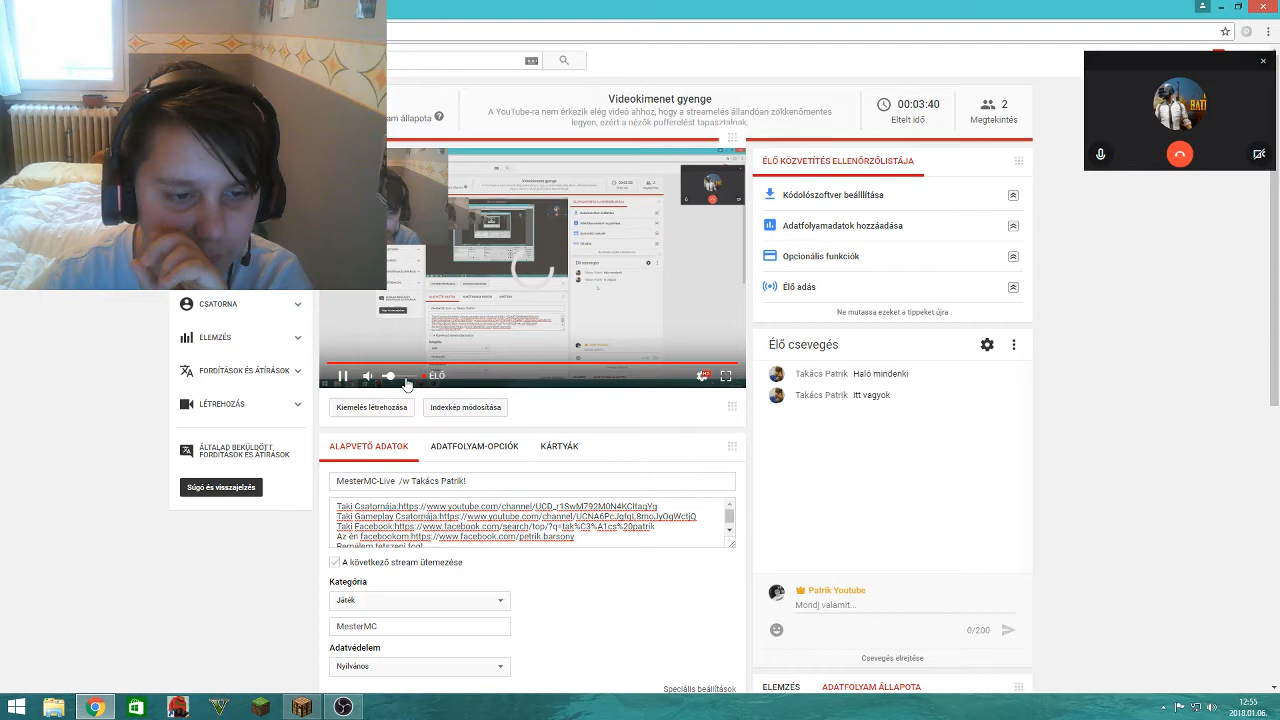 am állapota
Videokimenet gyenge
A YouTube-ra nem érkezik elég videó ahhoz, hogy a streamelés állandóan zökkenőmentes
legyen, ezért a nézők pufferelést tapasztalnak.
00:03:40
Eltelt idő
2
Megtekintés
BATI
ÉLŐ KÖZVETÍTÉS ELLENŐRZŐLISTÁJA
Kódolószoftver beállítása
Adatfolyamadatok hozzáadása
Opcionális funkciók
Élő adás
Ne mutassa ezeket a tippeket újra
CSATORNA
ELEMZÉS
FORDÍTÁSOK ÉS ÁTÍRÁSOK
LÉTREHOZÁS
ÁLTALAD BEKÜLDÖTT
FORDÍTÁSOK ÉS ÁTÍRÁSOK
Súgó és visszajelzés
ÉLŐ
HD
Kiemelés létrehozása
Indexkép módosítása
ALAPVETŐ ADATOK
ADATFOLYAM-OPCIÓK
KÁRTYÁK
MesterMC-Live /w Takács Patrik!
Taki Csatornája:https://www.youtube.com/channel/UCD_r1SwM792M0N4KCItaqYg
Taki Gameplay Csatornája:https://www.youtube.com/channel/UCNA6PcJqfqL8mcvJyOqWctjQ
Taki Facebook:https://www.facebook.com/search/top/?q=tak%C3%A1cs%20patrik
Az én facebookom:https://www.facebook.com/petrik.barsony
Remélem tetszeni fog!
A következő stream ütemezése
Kategória
Játék
MesterMC
Adatvédelem
Nyilvános
Speciális beállítások
Élő csevegés
Takács Patrik Haló mindenki
Takács Patrik itt vagyok
Patrik Youtube
Mondj valamit...
0/200
Csevegés elrejtése
ELEMZÉS
ADATFOLYAM ÁLLAPOTA
12:55
2018.01.06.